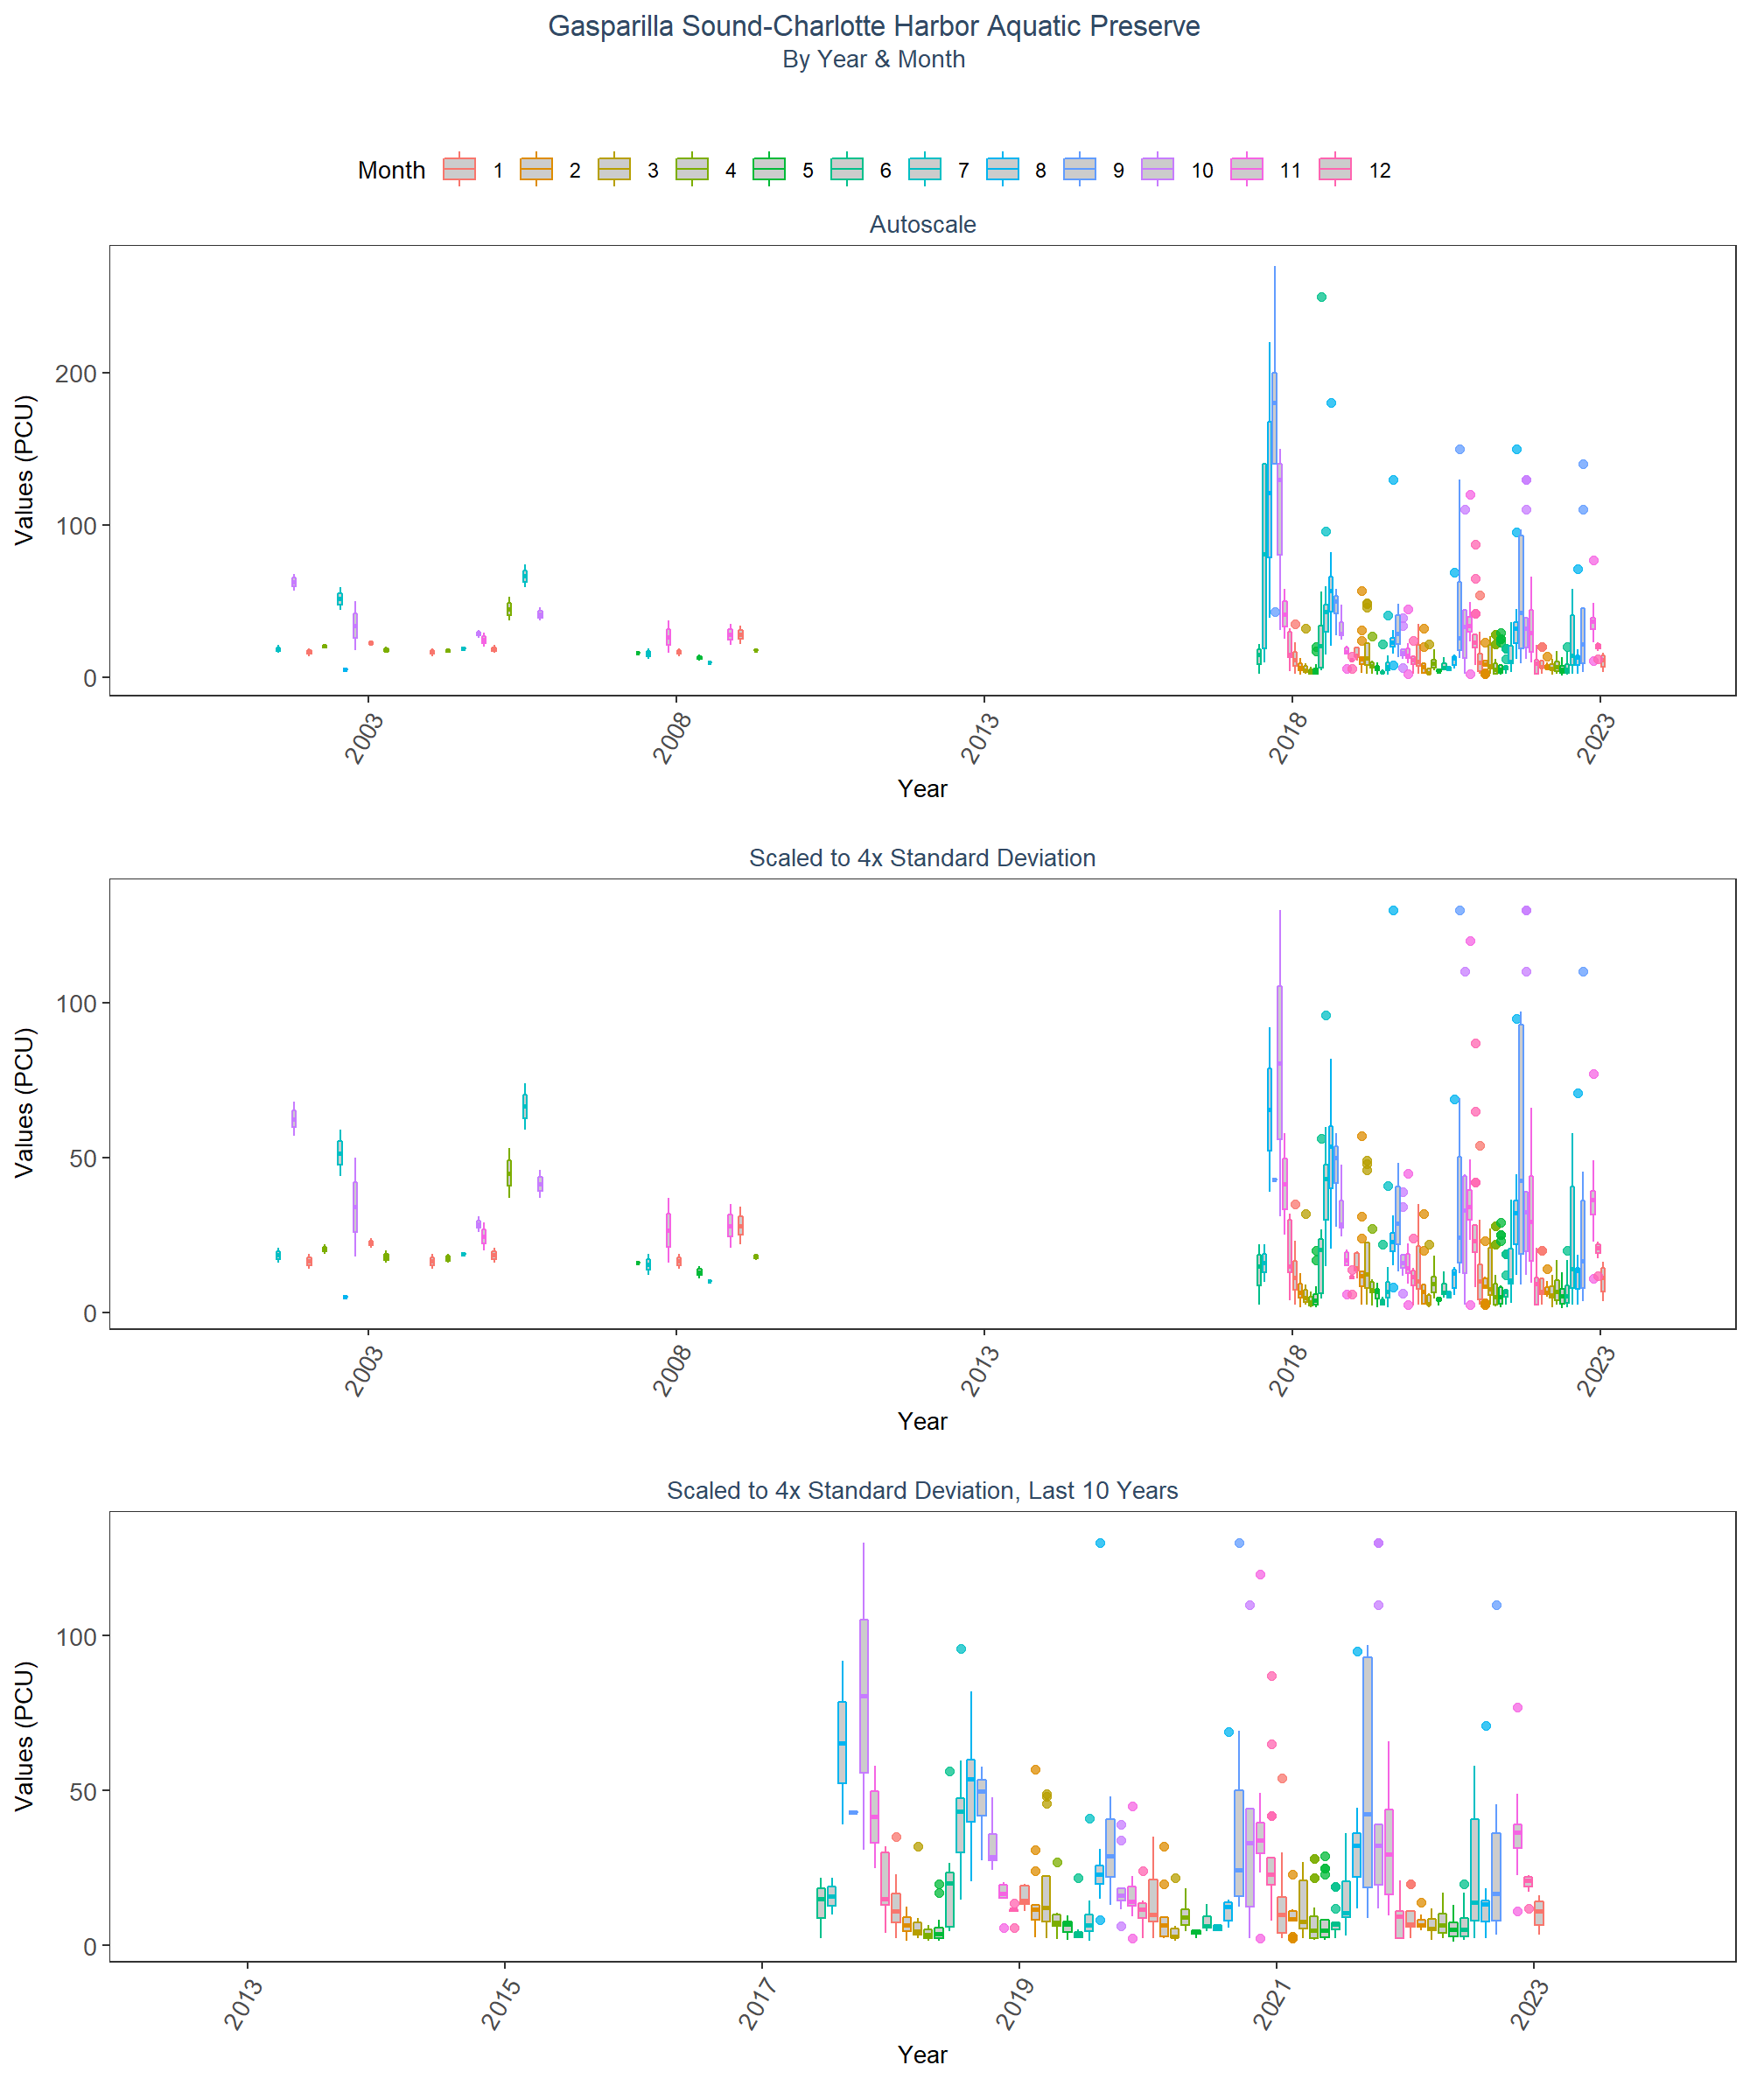 Gasparilla Sound-Charlotte Harbor Aquatic Preserve
By Year & Month
Month 1 2 3 4 5 6 7 8 9 10 11 12
Autoscale
Values (PCU)
200
100
0
2003 2008 2013 2018 2023
Year
Scaled to 4x Standard Deviation
Values (PCU)
100
50
0
2003 2008 2013 2018 2023
Year
Scaled to 4x Standard Deviation, Last 10 Years
Values (PCU)
100
50
0
2013 2015 2017 2019 2021 2023
Year